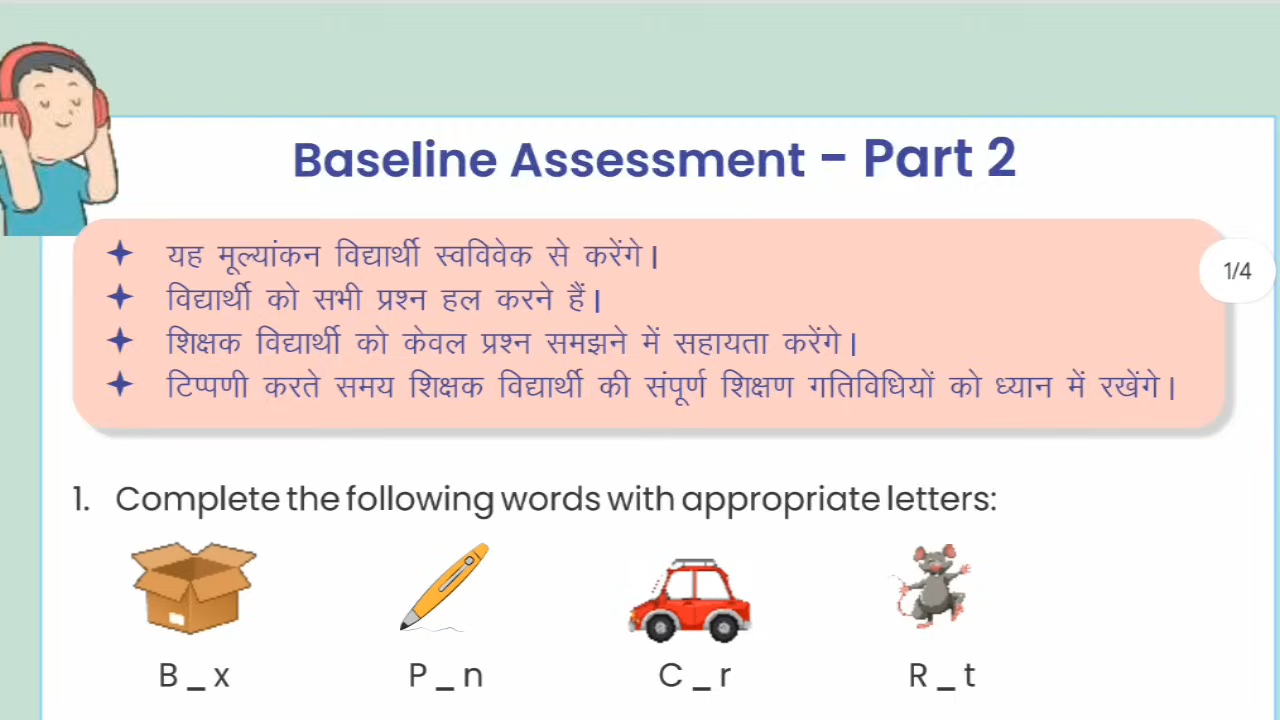 Baseline Assessment - Part 2
यह मूल्यांकन विद्यार्थी स्वविवेक से करेंगे |
विद्यार्थी को सभी प्रश्न हल करने हैं |
1/4
शिक्षक विद्यार्थी को केवल प्रश्न समझने में सहायता करेंगे |
टिप्पणी करते समय शिक्षक विद्यार्थी की संपूर्ण शिक्षण गतिविधियों को ध्यान में रखेंगे |
1. Complete the following words with appropriate letters:
B _ x P _ n C _ r R _ t